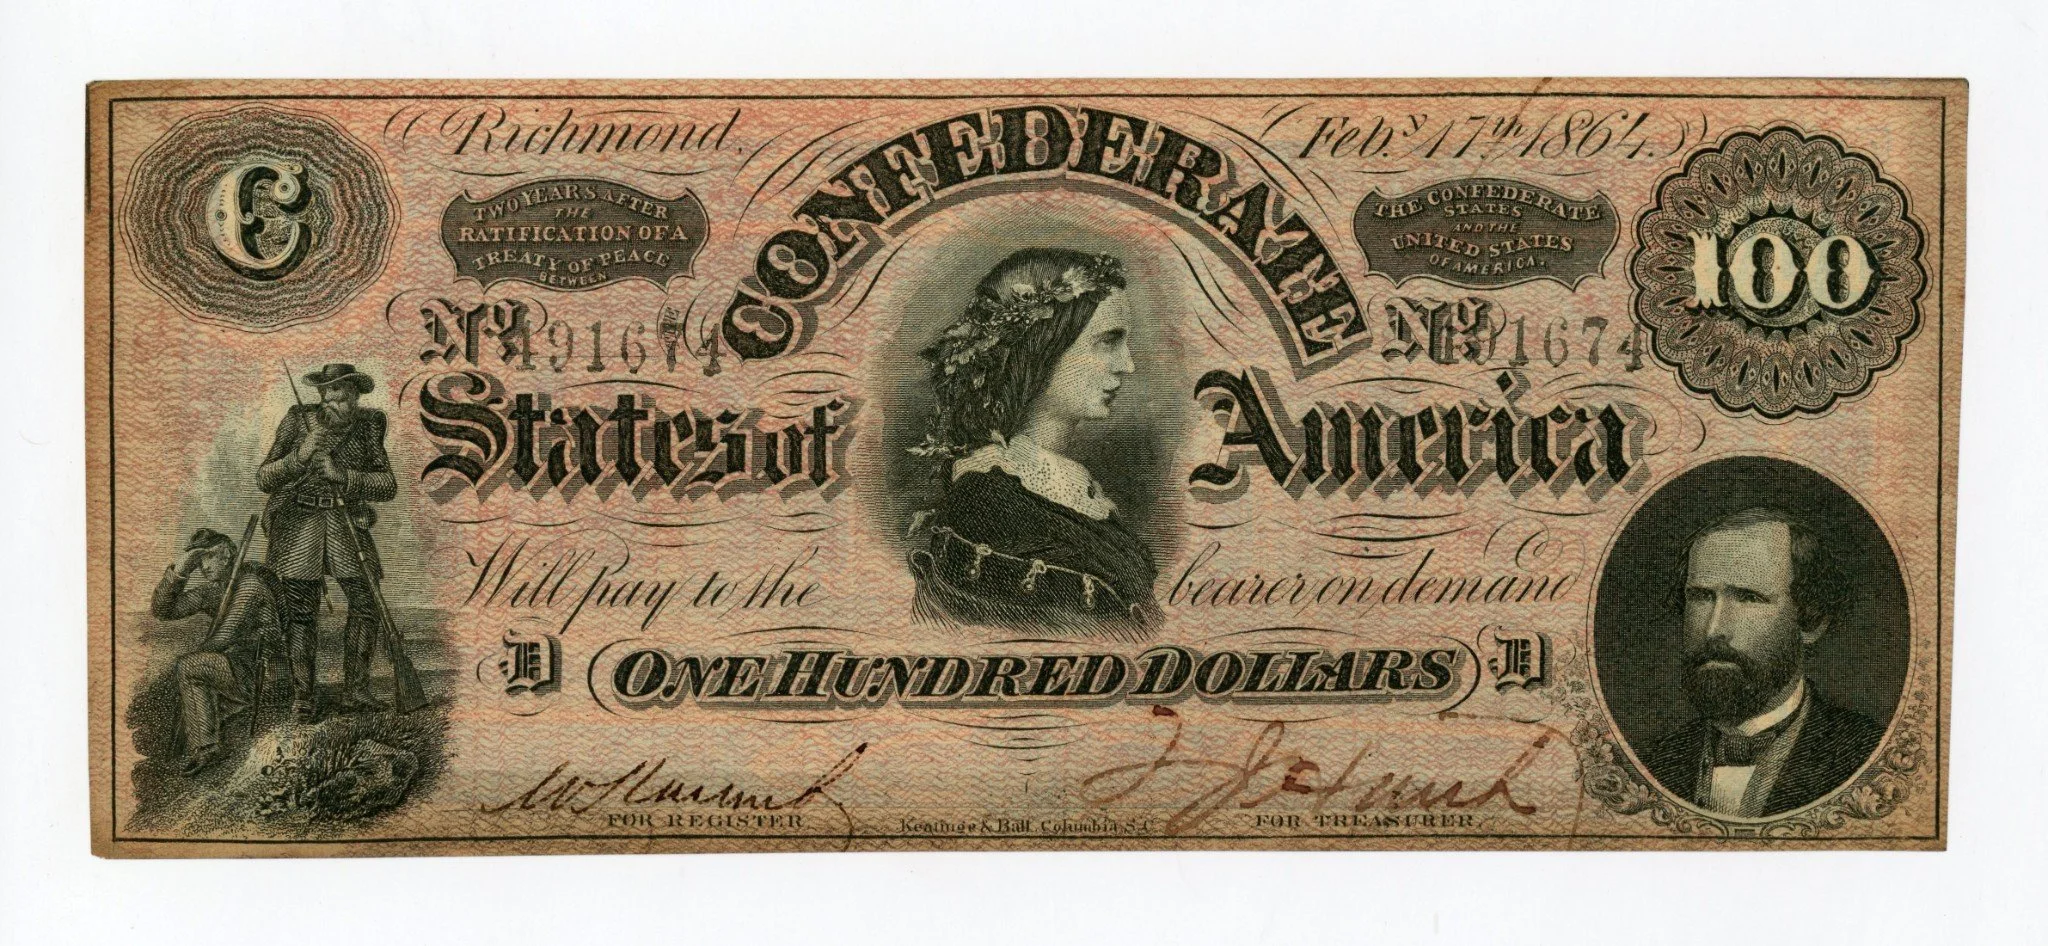 Richmond.
Feb.y 17.th 1864.
C
100
TWO YEARS AFTER
THE
RATIFICATION OF A
TREATY OF PEACE
BETWEEN
THE CONFEDERATE
STATES
AND THE
UNITED STATES
OF AMERICA.
CONFEDERATE
No 491674
No 491674
States of America
Will pay to the bearer on demand
D ONE HUNDRED DOLLARS D
FOR REGISTER
Keatinge & Ball, Columbia, S.C.
FOR TREASURER.